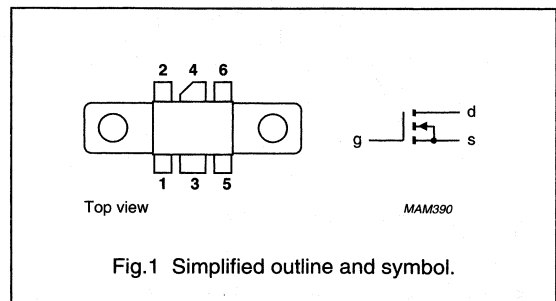 2 4 6
d
g
s
1 3 5
Top view
MAM390
Fig.1 Simplified outline and symbol.